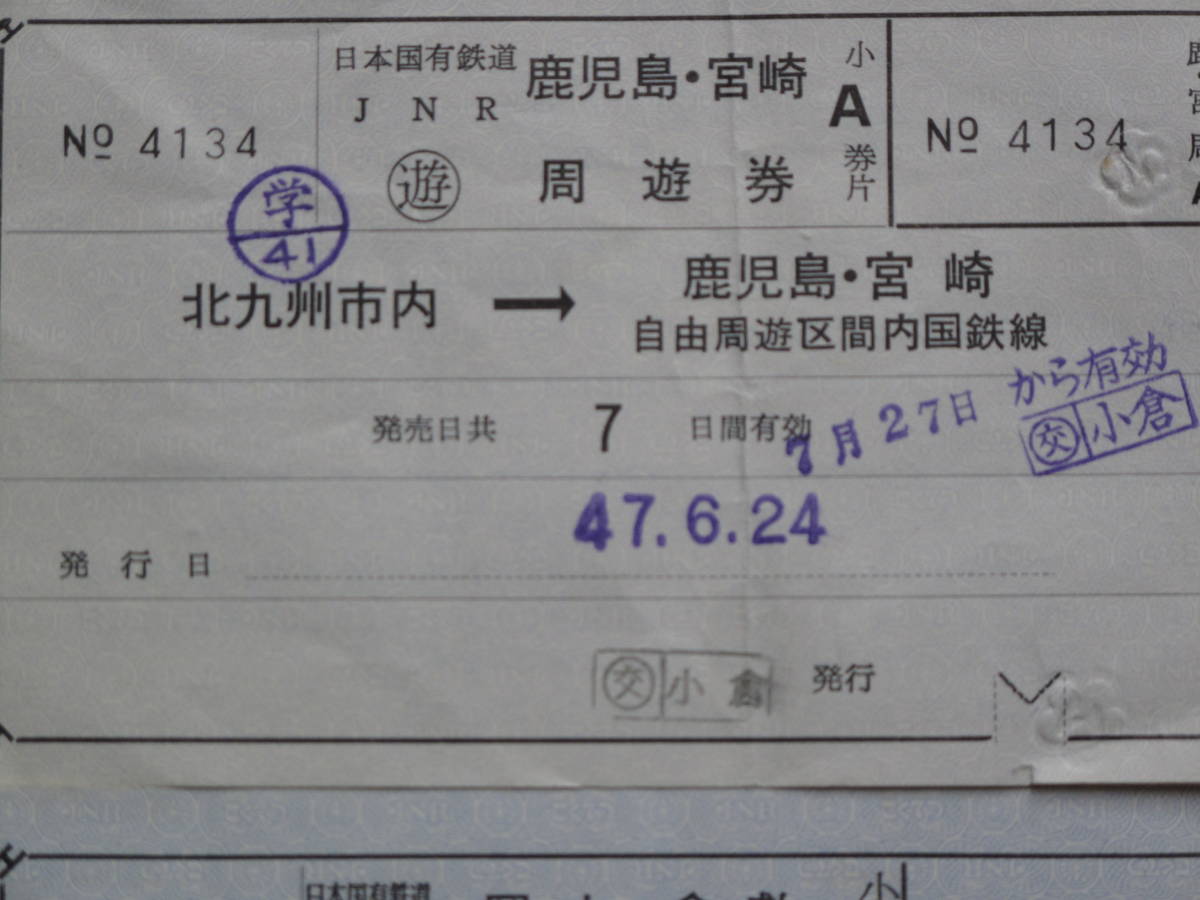 日本国有鉄道 鹿児島・宮崎 小
JNR A
№ 4134
遊 周遊券 券片
№ 4134
鹿
宮
周
学
41
北九州市内 → 鹿児島・宮崎
自由周遊区間内国鉄線
発売日共 7 日間有効
7月27日 から有効
交 小倉
47.6.24
発行日
交 小倉 発行
日本国有鉄道
小